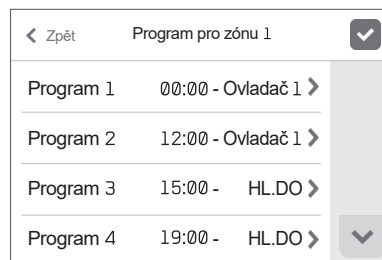 Zpět Program pro zónu 1
Program 1 00:00 - Ovladač 1
Program 2 12:00 - Ovladač 1
Program 3 15:00 - HL.DO
Program 4 19:00 - HL.DO